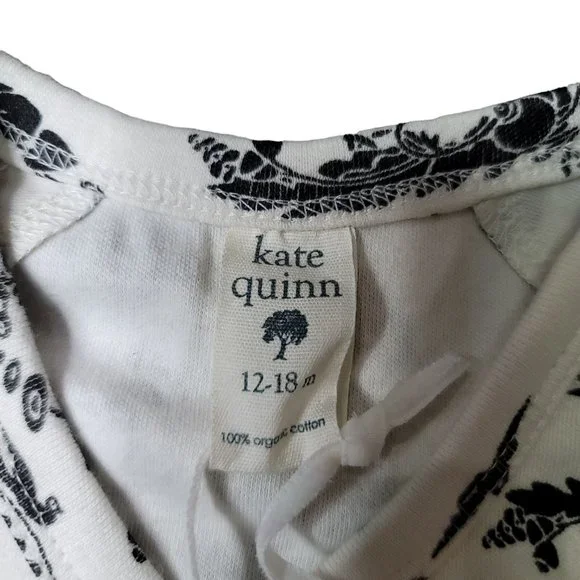 kate
quinn
12-18 m
100% organic cotton